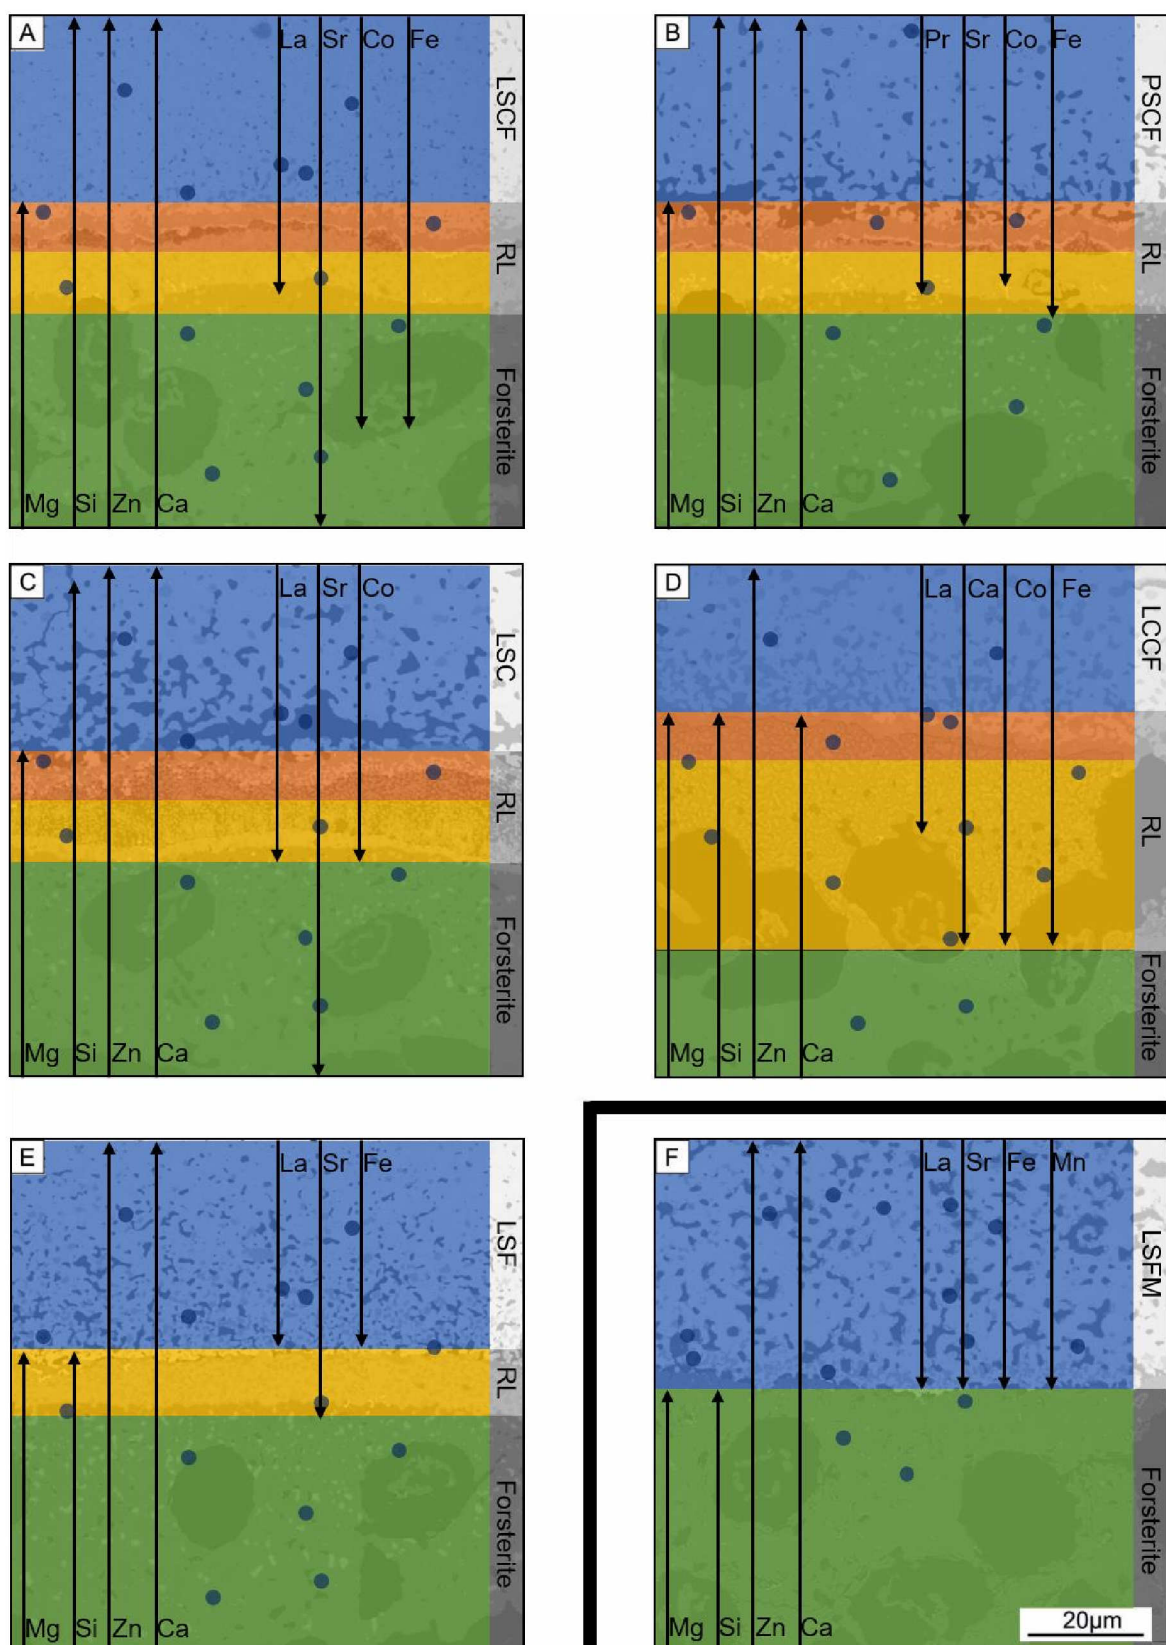 A
La Sr Co Fe
LSCF
RL
Forsterite
Mg Si Zn Ca
B
Pr Sr Co Fe
PSCF
RL
Forsterite
Mg Si Zn Ca
C
La Sr Co
LSC
RL
Forsterite
Mg Si Zn Ca
D
La Ca Co Fe
LCCF
RL
Forsterite
Mg Si Zn Ca
E
La Sr Fe
LSF
RL
Forsterite
Mg Si Zn Ca
F
La Sr Fe Mn
LSFM
Forsterite
Mg Si Zn Ca
20µm